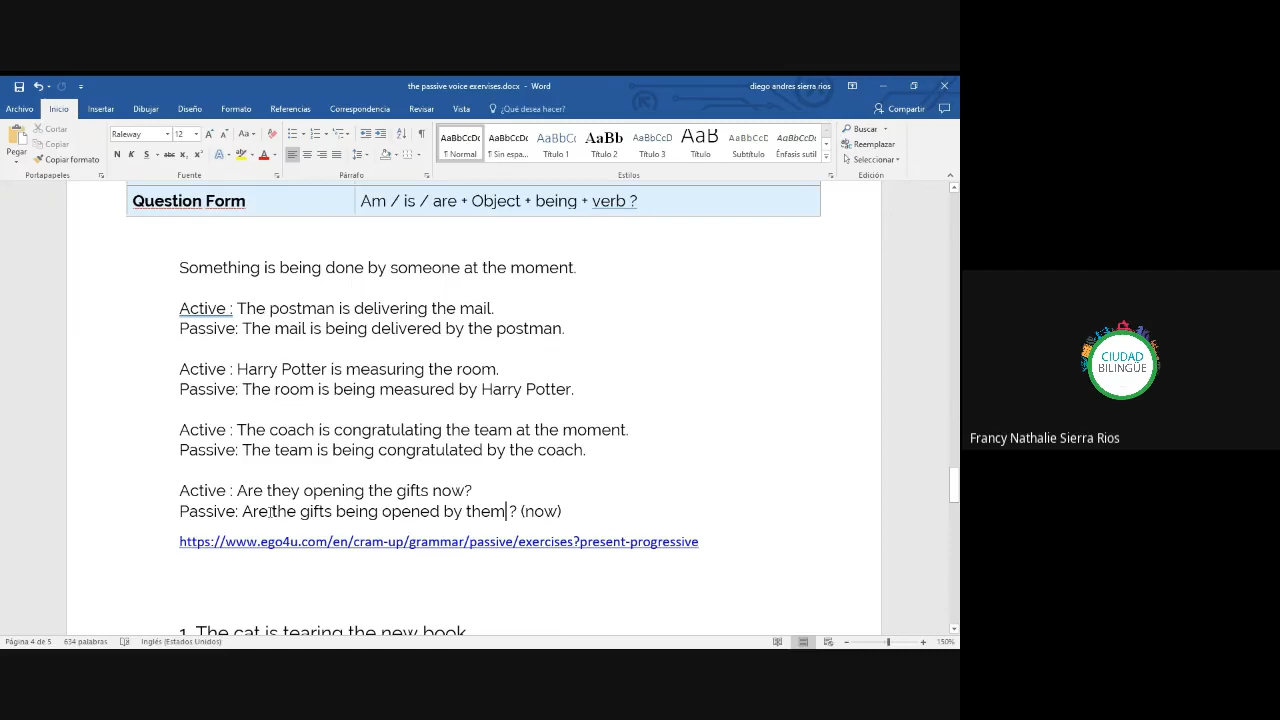 the passive voice exercises.docx - Word
diego andres sierra rios
Archivo Inicio Insertar Dibujar Diseño Formato Referencias Correspondencia Revisar Vista ¿Qué desea hacer? Compartir
Pegar
Cortar
Copiar
Copiar formato
Portapapeles
Raleway 12
N K S abc x₂ x²
Fuente
Párrafo
AaBbCcDc AaBbCcDc AaBbCc AaBb AaBbCcD AaB AaBbCcD AaBbCcDc
¶ Normal ¶ Sin espa... Título 1 Título 2 Título 3 Título Subtítulo Énfasis sutil
Estilos
Buscar
Reemplazar
Seleccionar
Edición
Question Form Am / is / are + Object + being + verb ?
Something is being done by someone at the moment.
Active : The postman is delivering the mail.
Passive: The mail is being delivered by the postman.
Active : Harry Potter is measuring the room.
Passive: The room is being measured by Harry Potter.
Active : The coach is congratulating the team at the moment.
Passive: The team is being congratulated by the coach.
Active : Are they opening the gifts now?
Passive: Are the gifts being opened by them ? (now)
https://www.ego4u.com/en/cram-up/grammar/passive/exercises?present-progressive
1. The cat is tearing the new book
Página 4 de 5 634 palabras Inglés (Estados Unidos) 150%
CIUDAD
BILINGÜE
Francy Nathalie Sierra Rios